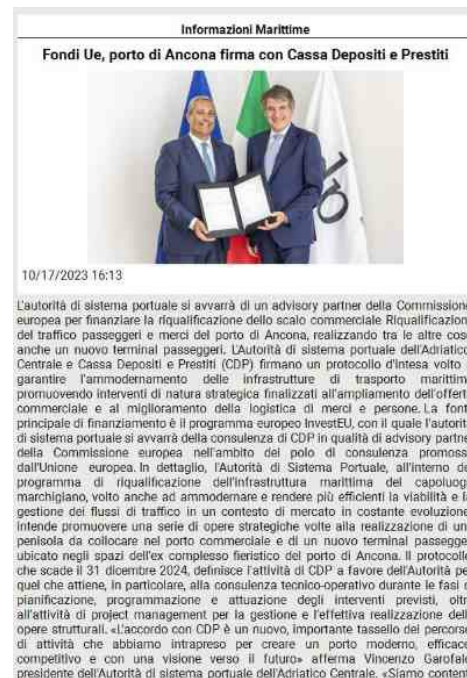 Informazioni Marittime
Fondi Ue, porto di Ancona firma con Cassa Depositi e Prestiti
10/17/2023 16:13
L'autorità di sistema portuale si avvarrà di un advisory partner della Commission
europea per finanziare la riqualificazione dello scalo commerciale Riqualificazion
del traffico passeggeri e merci del porto di Ancona, realizzando tra le altre cos
anche un nuovo terminal passeggeri. L'Autorità di sistema portuale dell'Adriatic
Centrale e Cassa Depositi e Prestiti (CDP) firmano un protocollo d'intesa volto
garantire l'ammodernamento delle infrastrutture di trasporto marittim
promuovendo interventi di natura strategica finalizzati all'ampliamento dell'offert
commerciale e al miglioramento della logistica di merci e persone. La font
principale di finanziamento è il programma europeo InvestEU, con il quale l'autorit
di sistema portuale si avvarrà della consulenza di CDP in qualità di advisory partne
della Commissione europea nell'ambito del polo di consulenza promoss
dall'Unione europea. In dettaglio, l'Autorità di Sistema Portuale, all'interno de
programma di riqualificazione dell'infrastruttura marittima del capoluog
marchigiano, volto anche ad ammodernare e rendere più efficienti la viabilità e l
gestione dei flussi di traffico in un contesto di mercato in costante evoluzione
intende promuovere una serie di opere strategiche volte alla realizzazione di un
penisola da collocare nel porto commerciale e di un nuovo terminal passegge
ubicato negli spazi dell'ex complesso fieristico del porto di Ancona. Il protocoll
che scade il 31 dicembre 2024, definisce l'attività di CDP a favore dell'Autorità pe
quel che attiene, in particolare, alla consulenza tecnico-operativo durante le fasi
pianificazione, programmazione e attuazione degli interventi previsti, oltr
all'attività di project management per la gestione e l'effettiva realizzazione dell
opere strutturali. «L'accordo con CDP è un nuovo, importante tassello del percors
di attività che abbiamo intrapreso per creare un porto moderno, efficace
competitivo e con una visione verso il futuro» afferma Vincenzo Garofal
presidente dell'Autorità di sistema portuale dell'Adriatico Centrale. «Siamo content